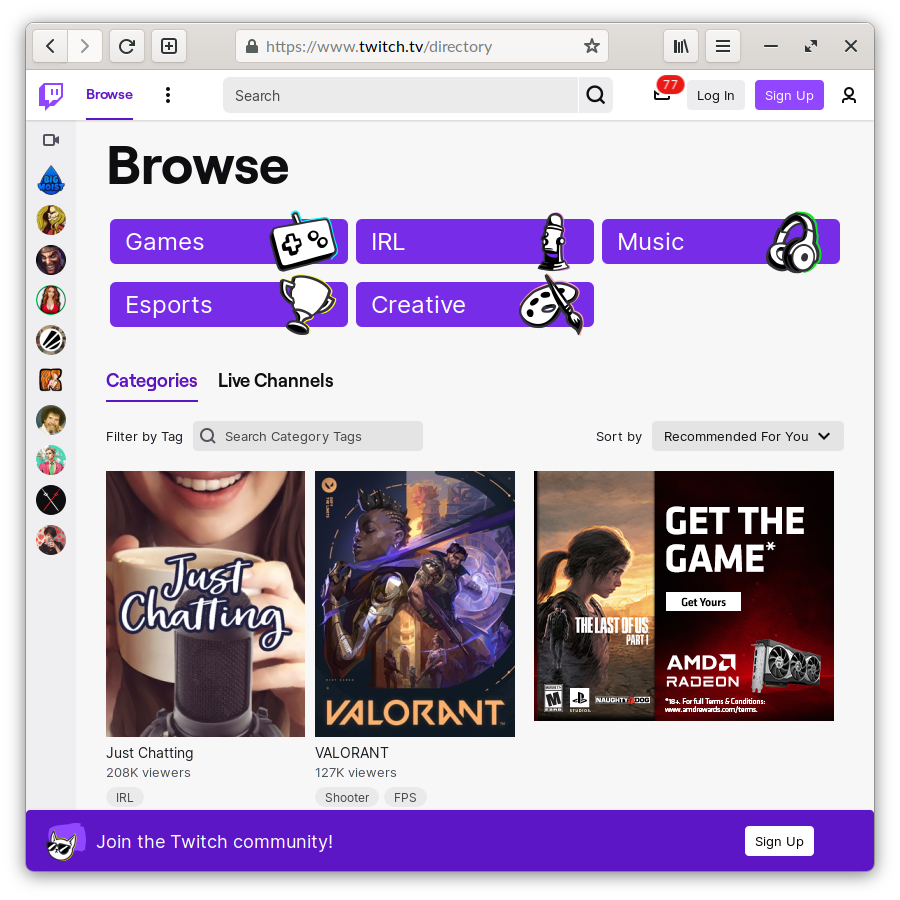 https://www.twitch.tv/directory
Browse
Search
77
Log In
Sign Up
BIG
MOIST
Browse
Games
IRL
Music
Esports
Creative
Categories
Live Channels
Filter by Tag
Search Category Tags
Sort by
Recommended For You
Just
Chatting
VALORANT
GET THE
GAME*
Get Yours
THE LAST OF US
PART I
AMD
RADEON
NAUGHTY DOG
STUDIOS
*18+. For full Terms & Conditions:
www.amdrewards.com/terms.
Just Chatting
208K viewers
IRL
VALORANT
127K viewers
Shooter
FPS
Join the Twitch community!
Sign Up